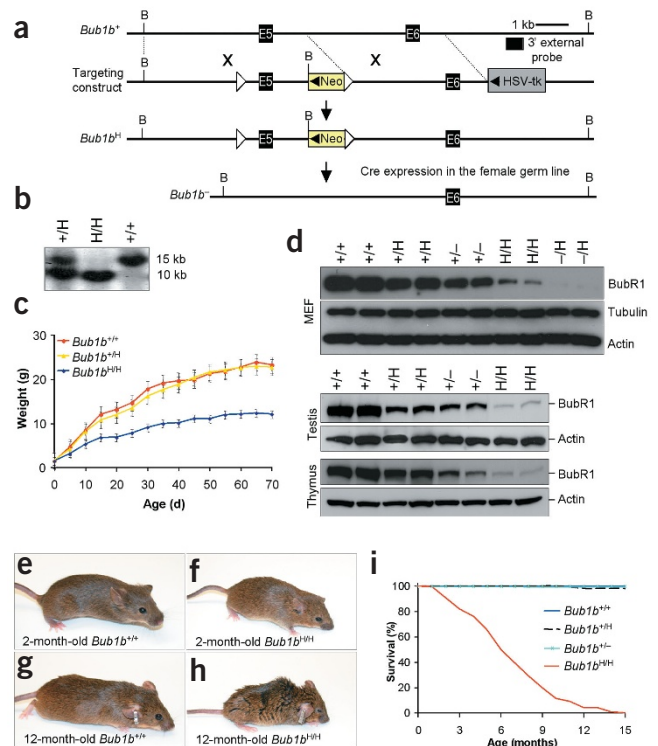 a
Bub1b+
B
E5
E6
B
1 kb
3' external
probe
Targeting
construct
B
X
E5
B
Neo
X
E6
HSV-tk
Bub1bH
B
E5
B
Neo
E6
B
Cre expression in the female germ line
Bub1b–
B
E6
B
b
+/H
H/H
+/+
15 kb
10 kb
c
Weight (g)
30
20
10
0
Bub1b+/+
Bub1b+/H
Bub1bH/H
0 10 20 30 40 50 60 70
Age (d)
d
+/+ +/+ +/H +/H +/– +/– H/H H/H –/H –/H
MEF
BubR1
Tubulin
Actin
+/+ +/+ +/H +/H +/– +/– H/H H/H
Testis
BubR1
Actin
Thymus
BubR1
Actin
e
2-month-old Bub1b+/+
f
2-month-old Bub1bH/H
g
12-month-old Bub1b+/+
h
12-month-old Bub1bH/H
i
Survival (%)
100
80
60
40
20
0
Bub1b+/+
Bub1b+/H
Bub1b+/–
Bub1bH/H
0 3 6 9 12 15
Age (months)